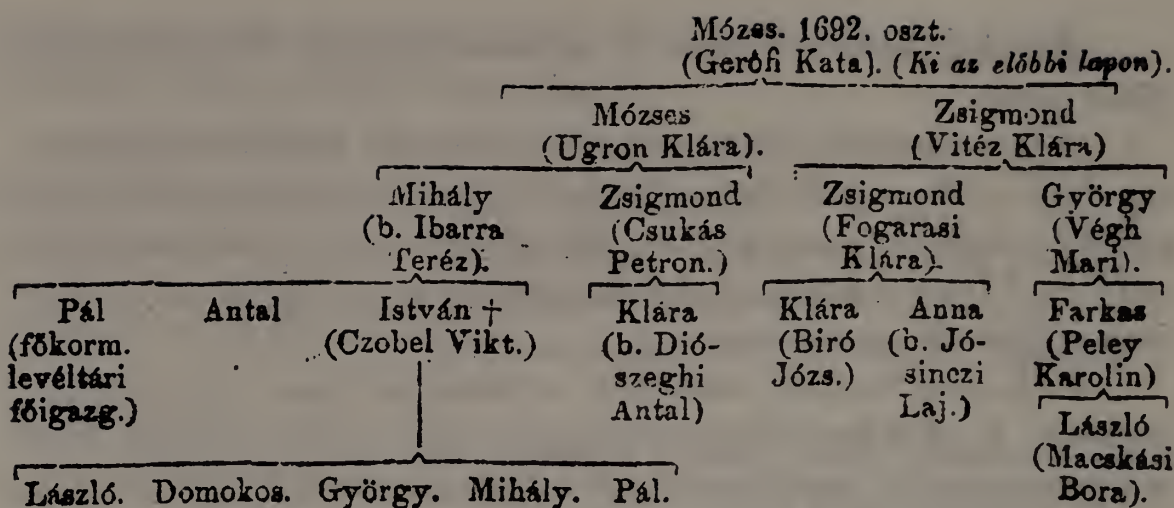 Mózes. 1692. oszt.
(Gerőfi Kata). (Ki az előbbi lapon).
Mózses Zsigmond
(Ugron Klára). (Vitéz Klára)
Mihály Zsigmond Zsigmond György
(b. Ibarra (Csukás (Fogarasi (Végh
Teréz). Petron.) Klára). Mari).
Pál Antal István † Klára Klára Anna Farkas
(főkorm. (Czobel Vikt.) (b. Dió- (Biró (b. Jó- (Peley
levéltári szeghi Józs.) sinczi Karolin)
főigazg.) Antal) Laj.) László
(Macskási
László. Domokos. György. Mihály. Pál. Bora).